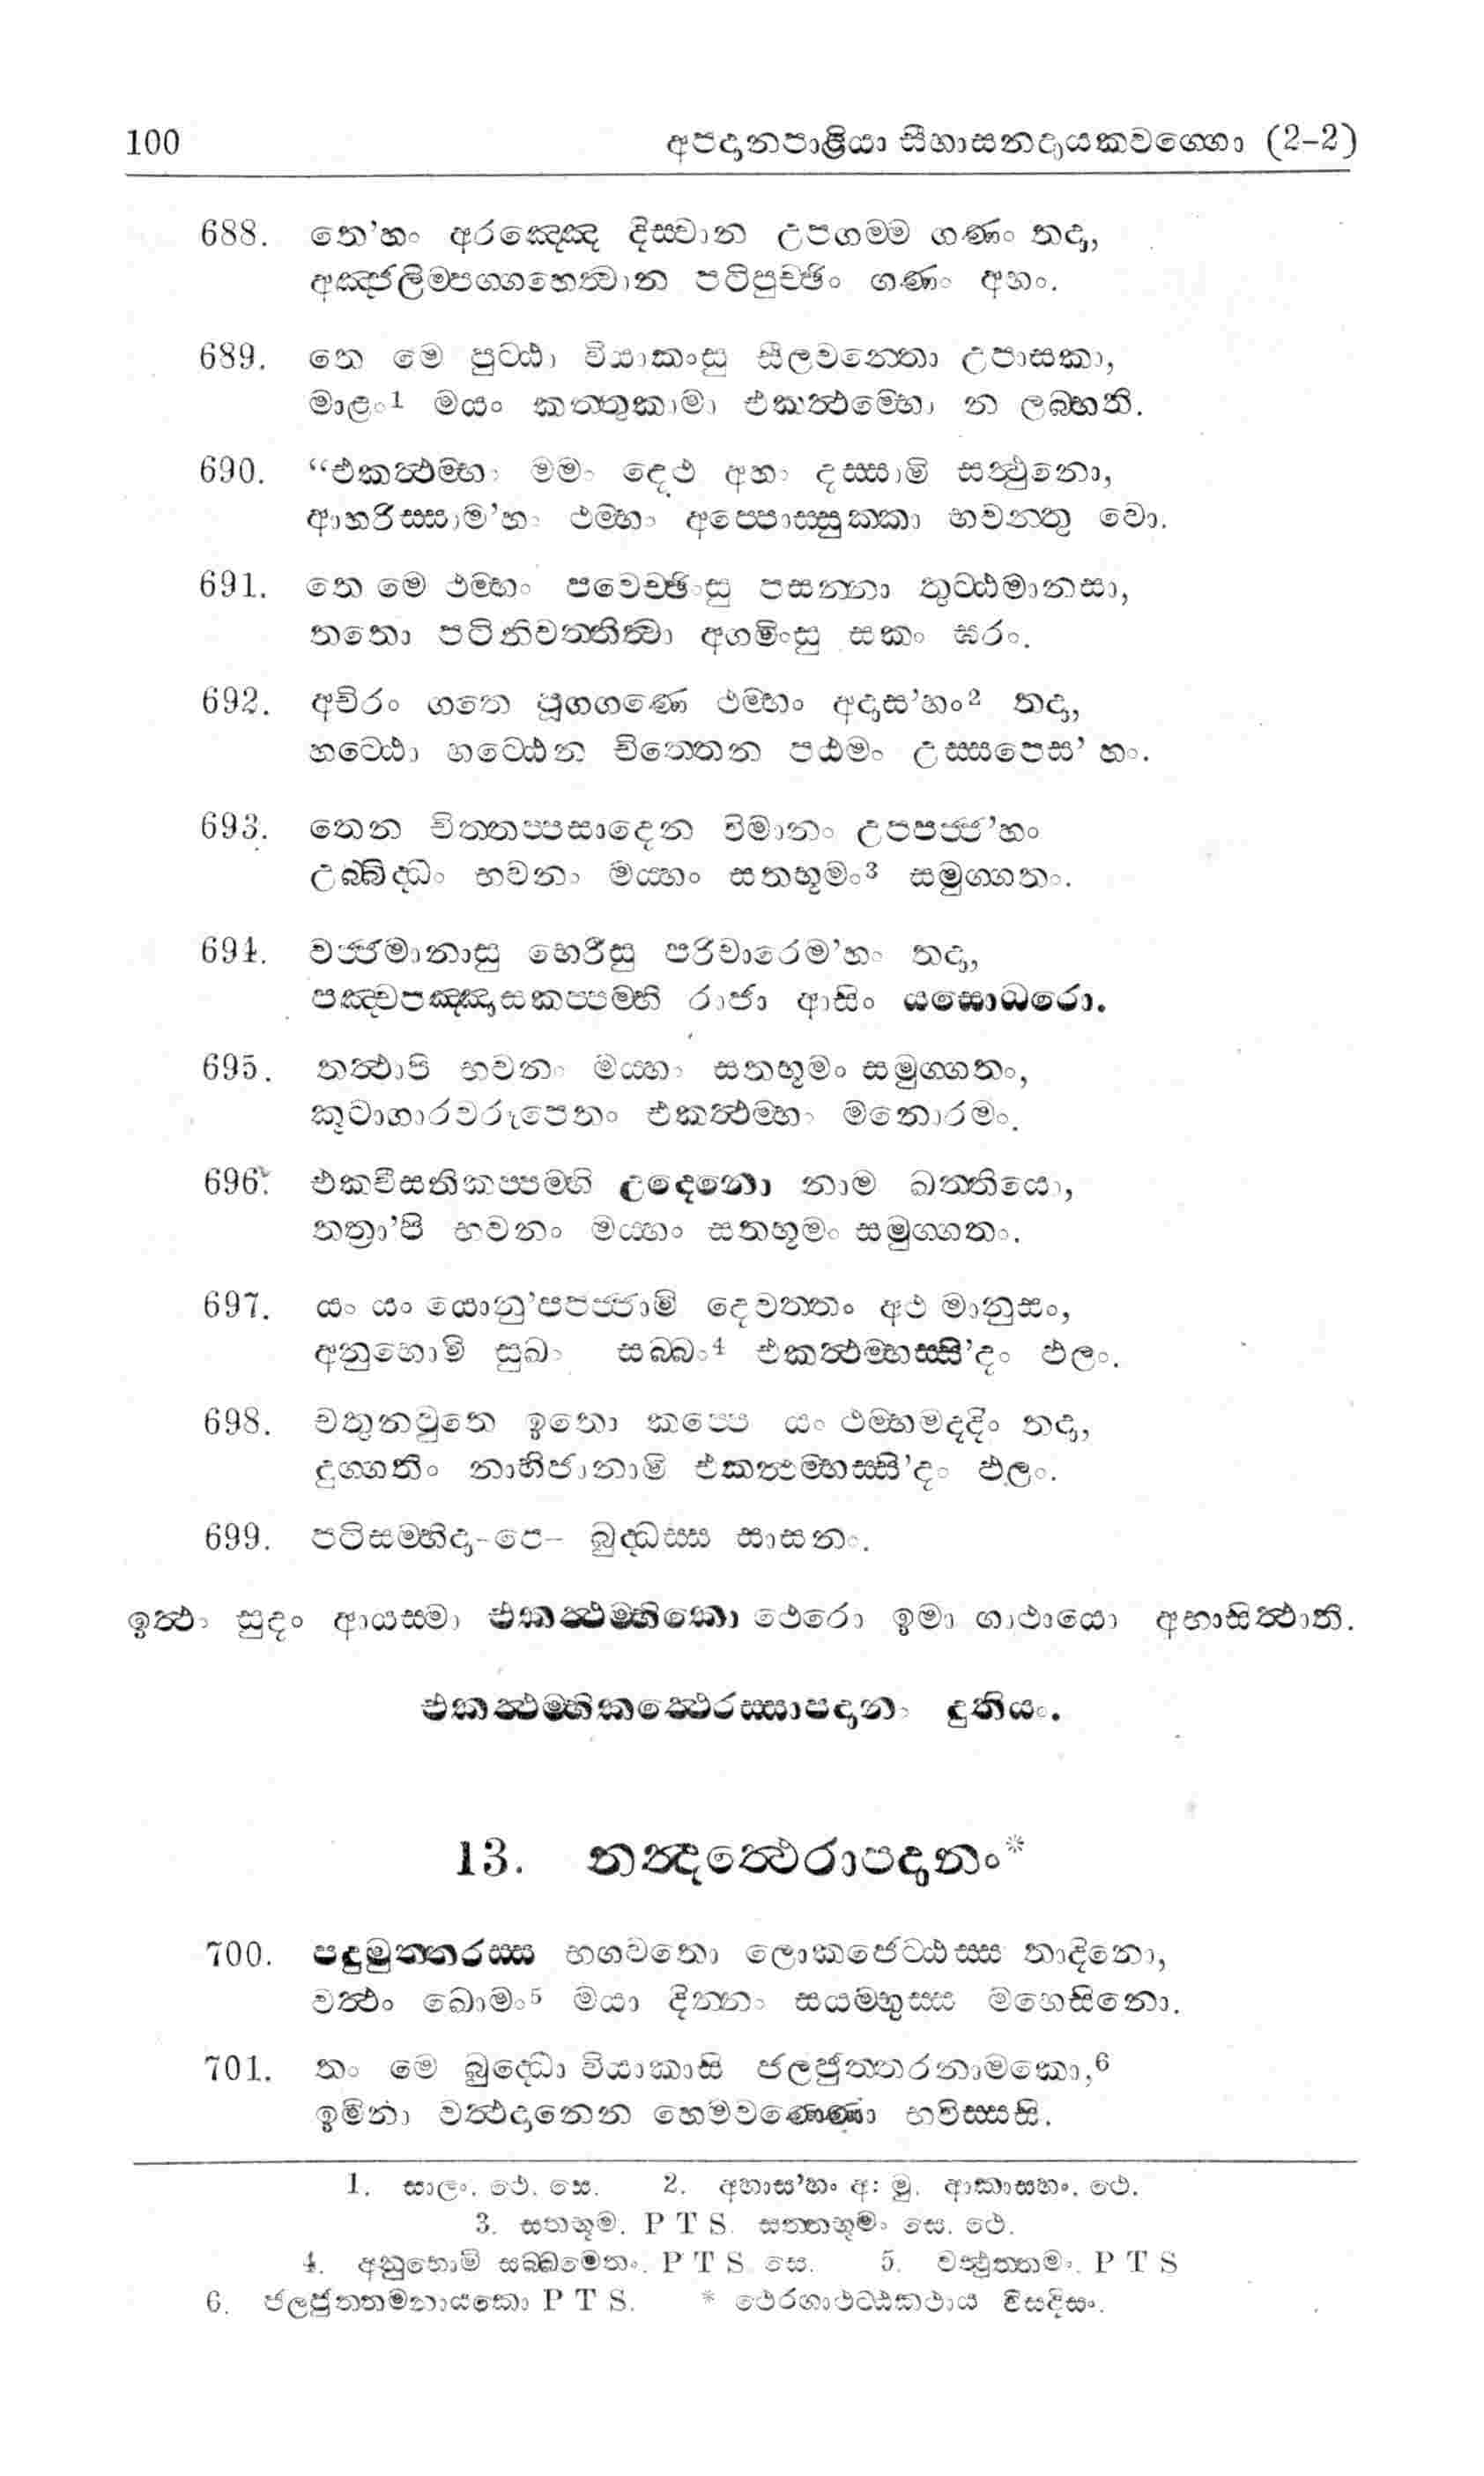 100 අපදානපාළියා සීහාසනදායකවග්ගො (2-2)
688. තෙ'හං අරඤ්ඤෙ දිස්වාන උපගම්ම ගණං තදා,
අඤ්ජලිම්පග්ගහෙත්වාන පටිපුච්ඡිං ගණං අහං.
689. තෙ මෙ පුට්ඨා වියාකංසු සීලවන්තො උපාසකා,
මාළං1 මයං කත්තුකාමා එකත්ථම්භො න ලබ්භති.
690. “එකත්ථම්භං මමං දෙථ අහං දස්සාමි සත්ථුනො,
ආහරිස්සාම'හං ථම්භං අප්පොස්සුක්කා භවන්තු වො.
691. තෙ මෙ ථම්භං පවෙච්ඡිංසු පසන්නා තුට්ඨමානසා,
තතො පටිනිවත්තිත්වා අගමිංසු සකං ඝරං.
692. අචිරං ගතෙ පූගගණෙ ථම්භං අදාස'හං2 තදා,
හට්ඨො හට්ඨෙන චිත්තෙන පඨමං උස්සපෙස' හං.
693. තෙන චිත්තප්පසාදෙන විමානං උපපජ්ජ'හං
උබ්බිද්ධං භවනං මය්හං සතභූමං3 සමුග්ගතං.
694. වජ්ජමානාසු භෙරීසු පරිචාරෙම'හං තදා,
පඤ්චපඤ්ඤාසකප්පම්හි රාජා ආසිං යසොධරො.
695. තත්ථාපි භවනං මය්හං සතභූමං සමුග්ගතං,
කූටාගාරවරූපෙතං එකත්ථම්භං මනොරමං.
696. එකවීසතිකප්පම්හි උදෙනො නාම ඛත්තියො,
තත්‍රා'පි භවනං මය්හං සතභූමං සමුග්ගතං.
697. යං යං යොනු'පපජ්ජාමි දෙවත්තං අථ මානුසං,
අනුභොමි සුඛං සබ්බං4 එකත්ථම්භස්සි'දං ඵලං.
698. චතුනවුතෙ ඉතො කප්පෙ යං ථම්භමදදිං තදා,
දුග්ගතිං නාභිජානාමි එකත්ථම්භස්සි'දං ඵලං.
699. පටිසම්භිදා-පෙ- බුද්ධස්ස සාසනං.
ඉත්ථං සුදං ආයස්මා එකත්ථම්භිකො ථෙරො ඉමා ගාථායො අභාසිත්ථාති.
එකත්ථම්භිකත්ථෙරස්සාපදානං දුතියං.
13. නන්දත්ථෙරාපදානං*
700. පදුමුත්තරස්ස භගවතො ලොකජෙට්ඨස්ස තාදිනො,
වත්ථං ඛොමං5 මයා දින්නං සයම්භුස්ස මහෙසිනො.
701. තං මෙ බුද්ධො වියාකාසි ජලජුත්තරනාමකො,6
ඉමිනා වත්ථදානෙන හෙමවණ්ණො භවිස්සසි.
1. සාලං. ථෙ. සෙ. 2. අහාස'හං අ: මූ. ආකාසහං. ථෙ.
3. සතභූම. P T S. සත්තභූමං සෙ. ථෙ.
4. අනුභොමි සබ්බමෙතං. P T S සෙ. 5. වත්ථුත්තමං. P T S
6. ජලජුත්තමනායකො P T S. * ථෙරගාථට්ඨකථාය විසදිසං.